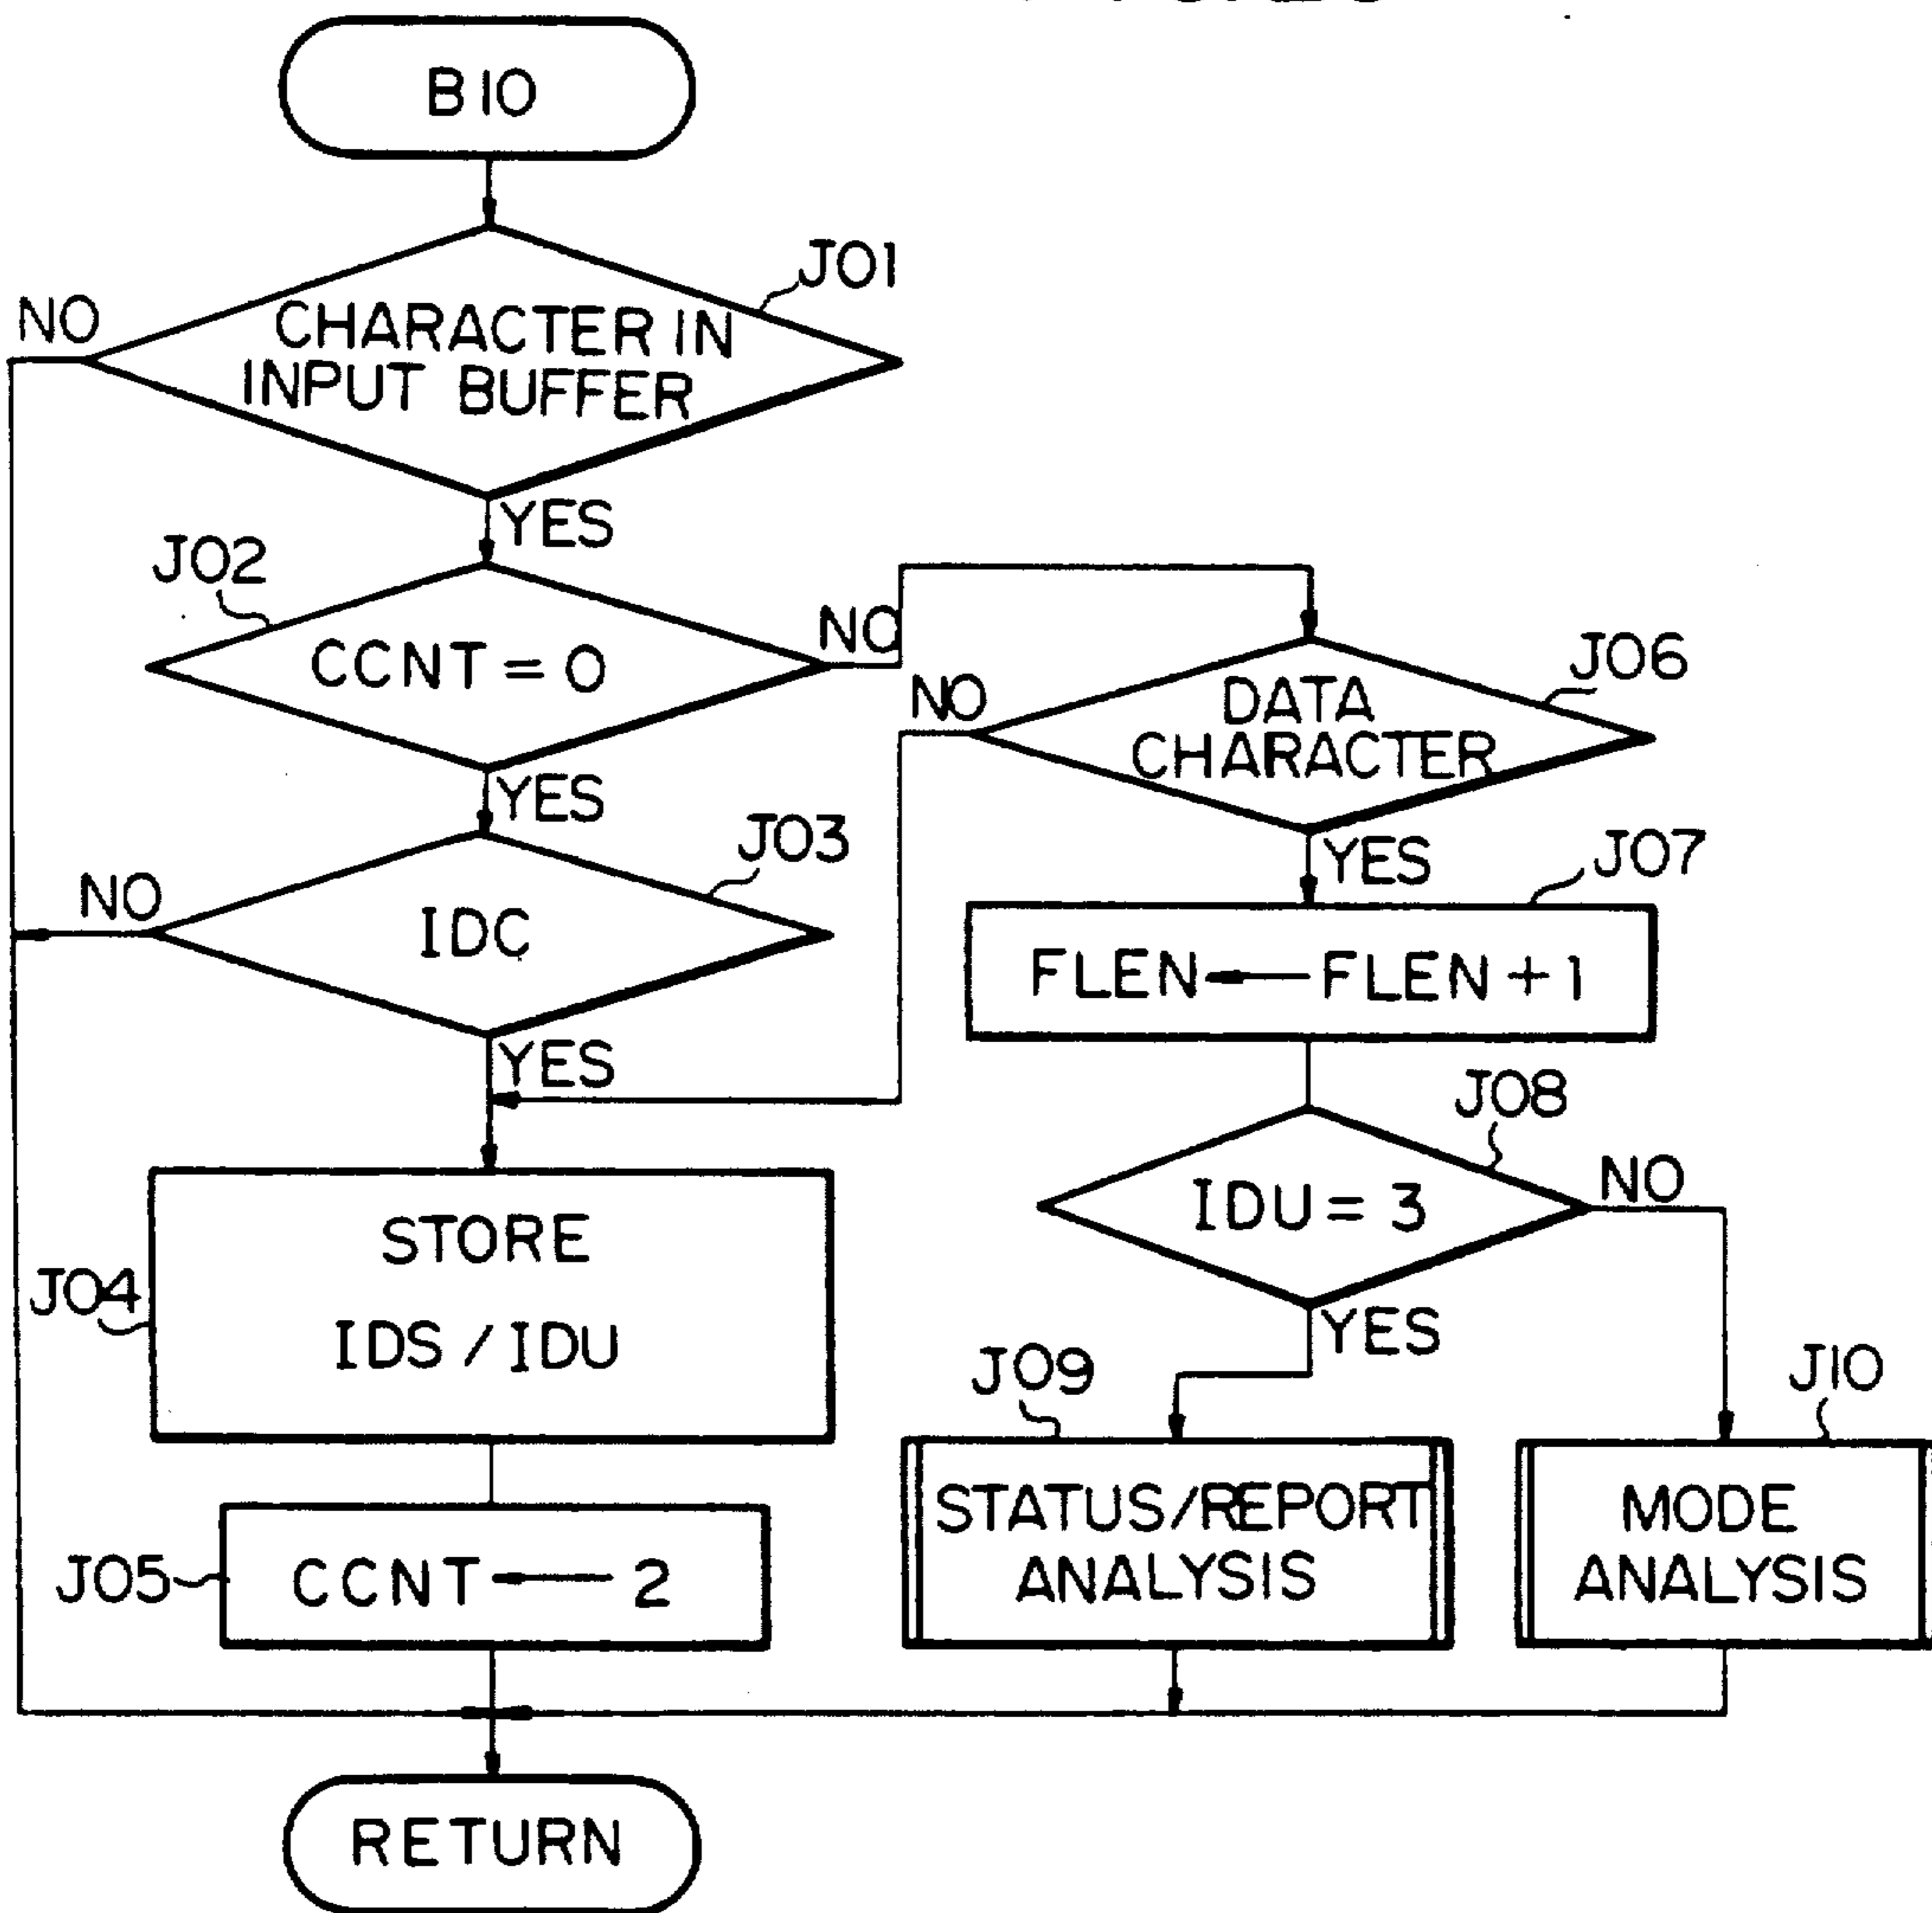 B10
J01
NO
CHARACTER IN
INPUT BUFFER
YES
J02
CCNT = 0
NO
YES
J03
NO
IDC
YES
J04
STORE
IDS / IDU
J05
CCNT ← 2
J06
NO
DATA
CHARACTER
YES
J07
FLEN ← FLEN + 1
J08
IDU = 3
NO
YES
J09
STATUS/REPORT
ANALYSIS
J10
MODE
ANALYSIS
RETURN